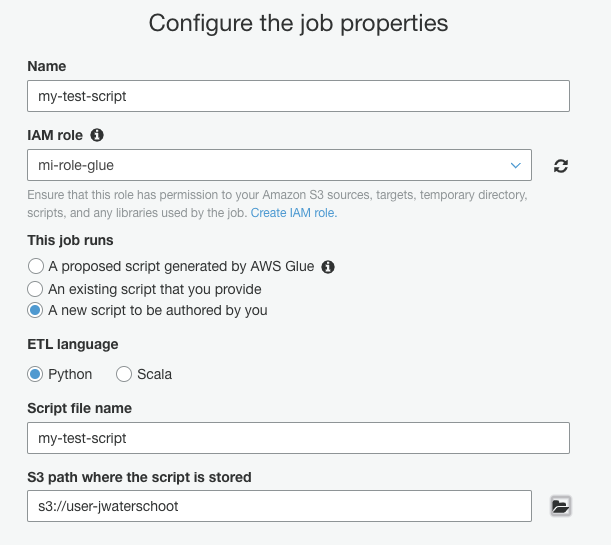 Configure the job properties
Name
my-test-script
IAM role
mi-role-glue
Ensure that this role has permission to your Amazon S3 sources, targets, temporary directory,
scripts, and any libraries used by the job. Create IAM role.
This job runs
A proposed script generated by AWS Glue
An existing script that you provide
A new script to be authored by you
ETL language
Python Scala
Script file name
my-test-script
S3 path where the script is stored
s3://user-jwaterschoot